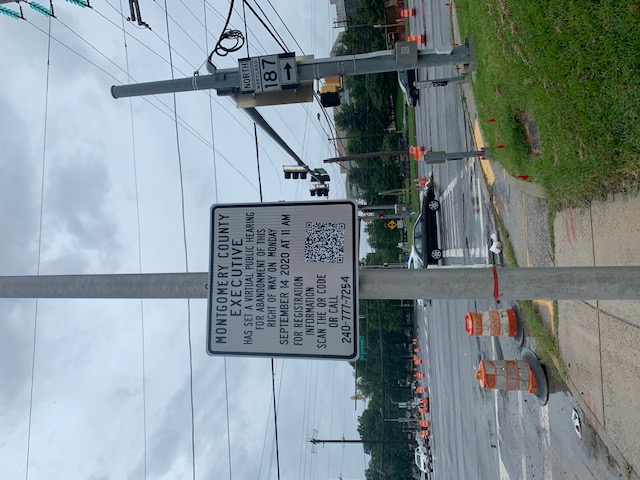 MONTGOMERY COUNTY
EXECUTIVE
HAS SET A VIRTUAL PUBLIC HEARING
FOR ABANDONMENT OF THIS
RIGHT OF WAY ON MONDAY
SEPTEMBER 14 2020 AT 11 AM
FOR REGISTRATION
INFORMATION
SCAN THE QR CODE
OR CALL
240-777-7254
NORTH
187